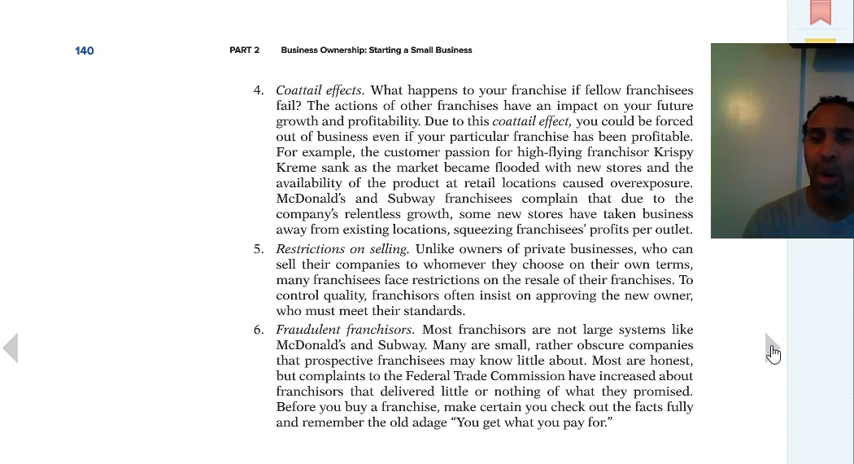 140
PART 2 Business Ownership: Starting a Small Business
4. Coattail effects. What happens to your franchise if fellow franchisees
fail? The actions of other franchises have an impact on your future
growth and profitability. Due to this coattail effect, you could be forced
out of business even if your particular franchise has been profitable.
For example, the customer passion for high-flying franchisor Krispy
Kreme sank as the market became flooded with new stores and the
availability of the product at retail locations caused overexposure.
McDonald's and Subway franchisees complain that due to the
company's relentless growth, some new stores have taken business
away from existing locations, squeezing franchisees' profits per outlet.
5. Restrictions on selling. Unlike owners of private businesses, who can
sell their companies to whomever they choose on their own terms,
many franchisees face restrictions on the resale of their franchises. To
control quality, franchisors often insist on approving the new owner,
who must meet their standards.
6. Fraudulent franchisors. Most franchisors are not large systems like
McDonald's and Subway. Many are small, rather obscure companies
that prospective franchisees may know little about. Most are honest,
but complaints to the Federal Trade Commission have increased about
franchisors that delivered little or nothing of what they promised.
Before you buy a franchise, make certain you check out the facts fully
and remember the old adage "You get what you pay for."